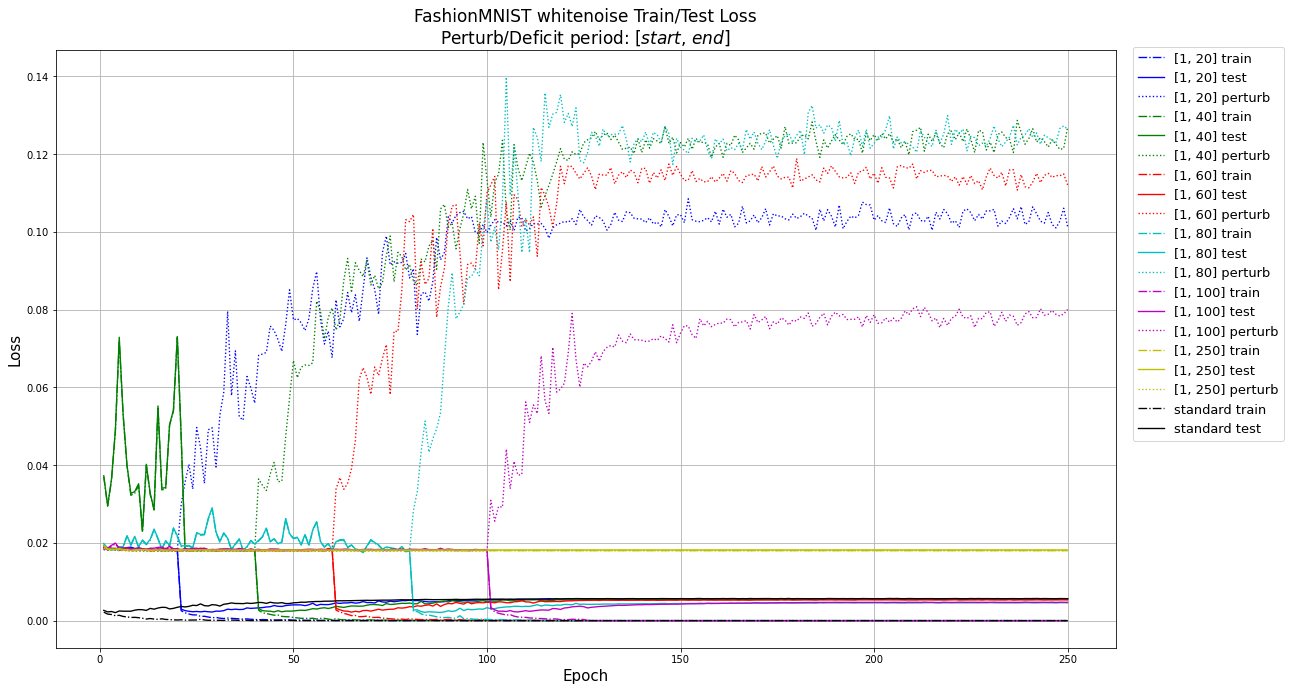 FashionMNIST whitenoise Train/Test Loss
Perturb/Deficit period: [start, end]
Loss
0.14
0.12
0.10
0.08
0.06
0.04
0.02
0.00
0
50
100
150
200
250
Epoch
[1, 20] train
[1, 20] test
[1, 20] perturb
[1, 40] train
[1, 40] test
[1, 40] perturb
[1, 60] train
[1, 60] test
[1, 60] perturb
[1, 80] train
[1, 80] test
[1, 80] perturb
[1, 100] train
[1, 100] test
[1, 100] perturb
[1, 250] train
[1, 250] test
[1, 250] perturb
standard train
standard test